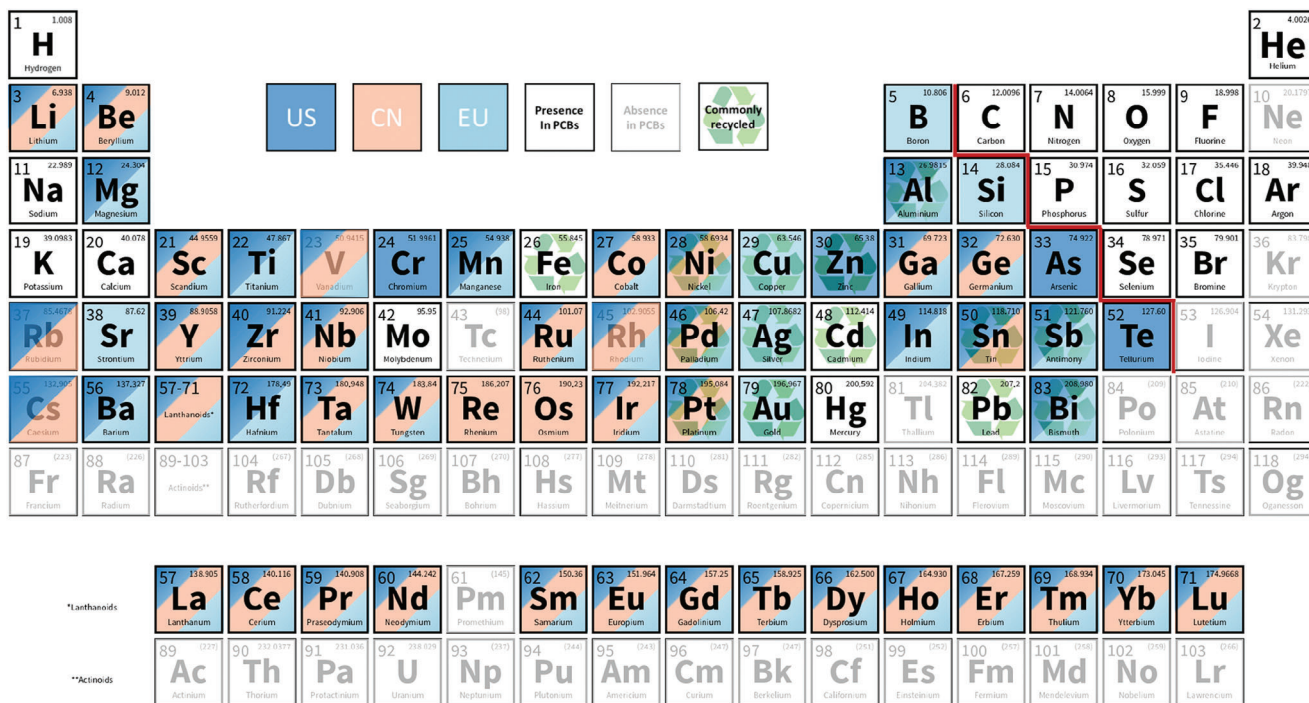 1 1.008 2 4.0026
H He
Hydrogen Helium
3 6.938 4 9.012 5 10.806 6 12.0096 7 14.0064 8 15.999 9 18.998 10 20.1797
Li Be US CN EU Presence In PCBs Absence in PCBs Commonly recycled B C N O F Ne
Lithium Beryllium Boron Carbon Nitrogen Oxygen Fluorine Neon
11 22.989 12 24.304 13 26.9815 14 28.084 15 30.974 16 32.059 17 35.446 18 39.948
Na Mg Al Si P S Cl Ar
Sodium Magnesium Aluminium Silicon Phosphorus Sulfur Chlorine Argon
19 39.0983 20 40.078 21 44.9559 22 47.867 23 50.9415 24 51.9961 25 54.938 26 55.845 27 58.933 28 58.6934 29 63.546 30 65.38 31 69.723 32 72.630 33 74.922 34 78.971 35 79.901 36 83.798
K Ca Sc Ti V Cr Mn Fe Co Ni Cu Zn Ga Ge As Se Br Kr
Potassium Calcium Scandium Titanium Vanadium Chromium Manganese Iron Cobalt Nickel Copper Zinc Gallium Germanium Arsenic Selenium Bromine Krypton
37 85.4678 38 87.62 39 88.9058 40 91.224 41 92.906 42 95.95 43 (98) 44 101.07 45 102.9055 46 106.42 47 107.8682 48 112.414 49 114.818 50 118.710 51 121.760 52 127.60 53 126.904 54 131.293
Rb Sr Y Zr Nb Mo Tc Ru Rh Pd Ag Cd In Sn Sb Te I Xe
Rubidium Strontium Yttrium Zirconium Niobium Molybdenum Technesium Ruthenium Rhodium Palladium Silver Cadmium Indium Tin Antimony Tellurium Iodine Xenon
55 132,905 56 137,327 57-71 72 178,49 73 180,948 74 183,84 75 186,207 76 190,23 77 192,217 78 195,084 79 196,967 80 200,592 81 204,382 82 207,2 83 208,980 84 (209) 85 (210) 86 (222
Cs Ba Lanthanoids* Hf Ta W Re Os Ir Pt Au Hg Tl Pb Bi Po At Rn
Caesium Barium Hafnium Tantalum Tungsten Rhenium Osmium Iridium Platinum Gold Mercury Thallium Lead Bismuth Polonium Astatine Radon
87 (223) 88 (226) 89-103 104 (267) 105 (268) 106 (269) 107 (270) 108 (277) 109 (278) 110 (281) 111 (282) 112 (285) 113 (286) 114 (289) 115 (290) 116 (293) 117 (294) 118 (294
Fr Ra Actinoids** Rf Db Sg Bh Hs Mt Ds Rg Cn Nh Fl Mc Lv Ts Og
Francium Radium Rutherfordium Dubnium Seaborgium Bohrium Hassium Meitnerium Darmstadtium Roentgenium Copernicium Nihonium Flerovium Moscovium Livermorium Tennessine Oganesson
57 138.905 58 140.116 59 140.908 60 144.242 61 (145) 62 150.36 63 151.964 64 157.25 65 158.925 66 162.500 67 164.930 68 167.259 69 168.934 70 173.045 71 174.9668
*Lanthanoids La Ce Pr Nd Pm Sm Eu Gd Tb Dy Ho Er Tm Yb Lu
Lanthanum Cerium Praseodymium Neodymium Promethium Samarium Europium Gadolinium Terbium Dysprosium Holmium Erbium Thulium Ytterbium Lutetium
89 (227) 90 232.0377 91 231.036 92 238.029 93 (237) 94 (244) 95 (243) 96 (247) 97 (247) 98 (251) 99 (252) 100 (257) 101 (258) 102 (259) 103 (266)
**Actinoids Ac Th Pa U Np Pu Am Cm Bk Cf Es Fm Md No Lr
Actinium Thorium Uranium Neptunium Plutonium Americium Curium Berkelium Californium Einsteinium Fermium Mendelevium Nobelium Lawrencium